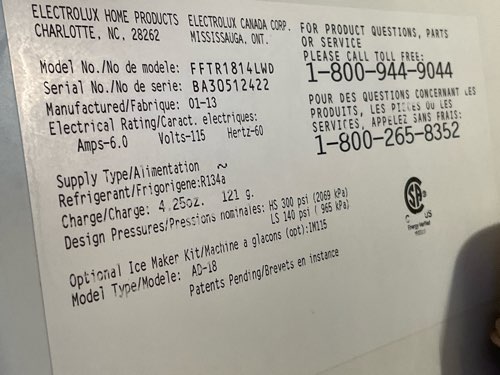 ELECTROLUX HOME PRODUCTS
CHARLOTTE, NC, 28262
ELECTROLUX CANADA CORP.
MISSISSAUGA, ONT.
FOR PRODUCT QUESTIONS, PARTS
OR SERVICE
PLEASE CALL TOLL FREE:
1-800-944-9044
POUR DES QUESTIONS CONCERNANT LES
PRODUITS, LES PIECES OU LES
SERVICES, APPELEZ SANS FRAIS:
1-800-265-8352
Model No./No de modele: FFTR1814LWD
Serial No./No de serie: BA30512422
Manufactured/Fabrique: 01-13
Electrical Rating/Caract. electriques:
Amps-6.0 Volts-115 Hertz-60
Supply Type/Alimentation ~
Refrigerant/Frigorigene:R134a
Charge/Charge: 4.25oz. 121 g.
Design Pressures/Pressions nominales: HS 300 psi (2069 kPa)
LS 140 psi ( 965 kPa)
Optional Ice Maker Kit/Machine a glacons (opt):IM115
Model Type/Modele: AD-18
Patents Pending/Brevets en instance
C US
Energy Verified